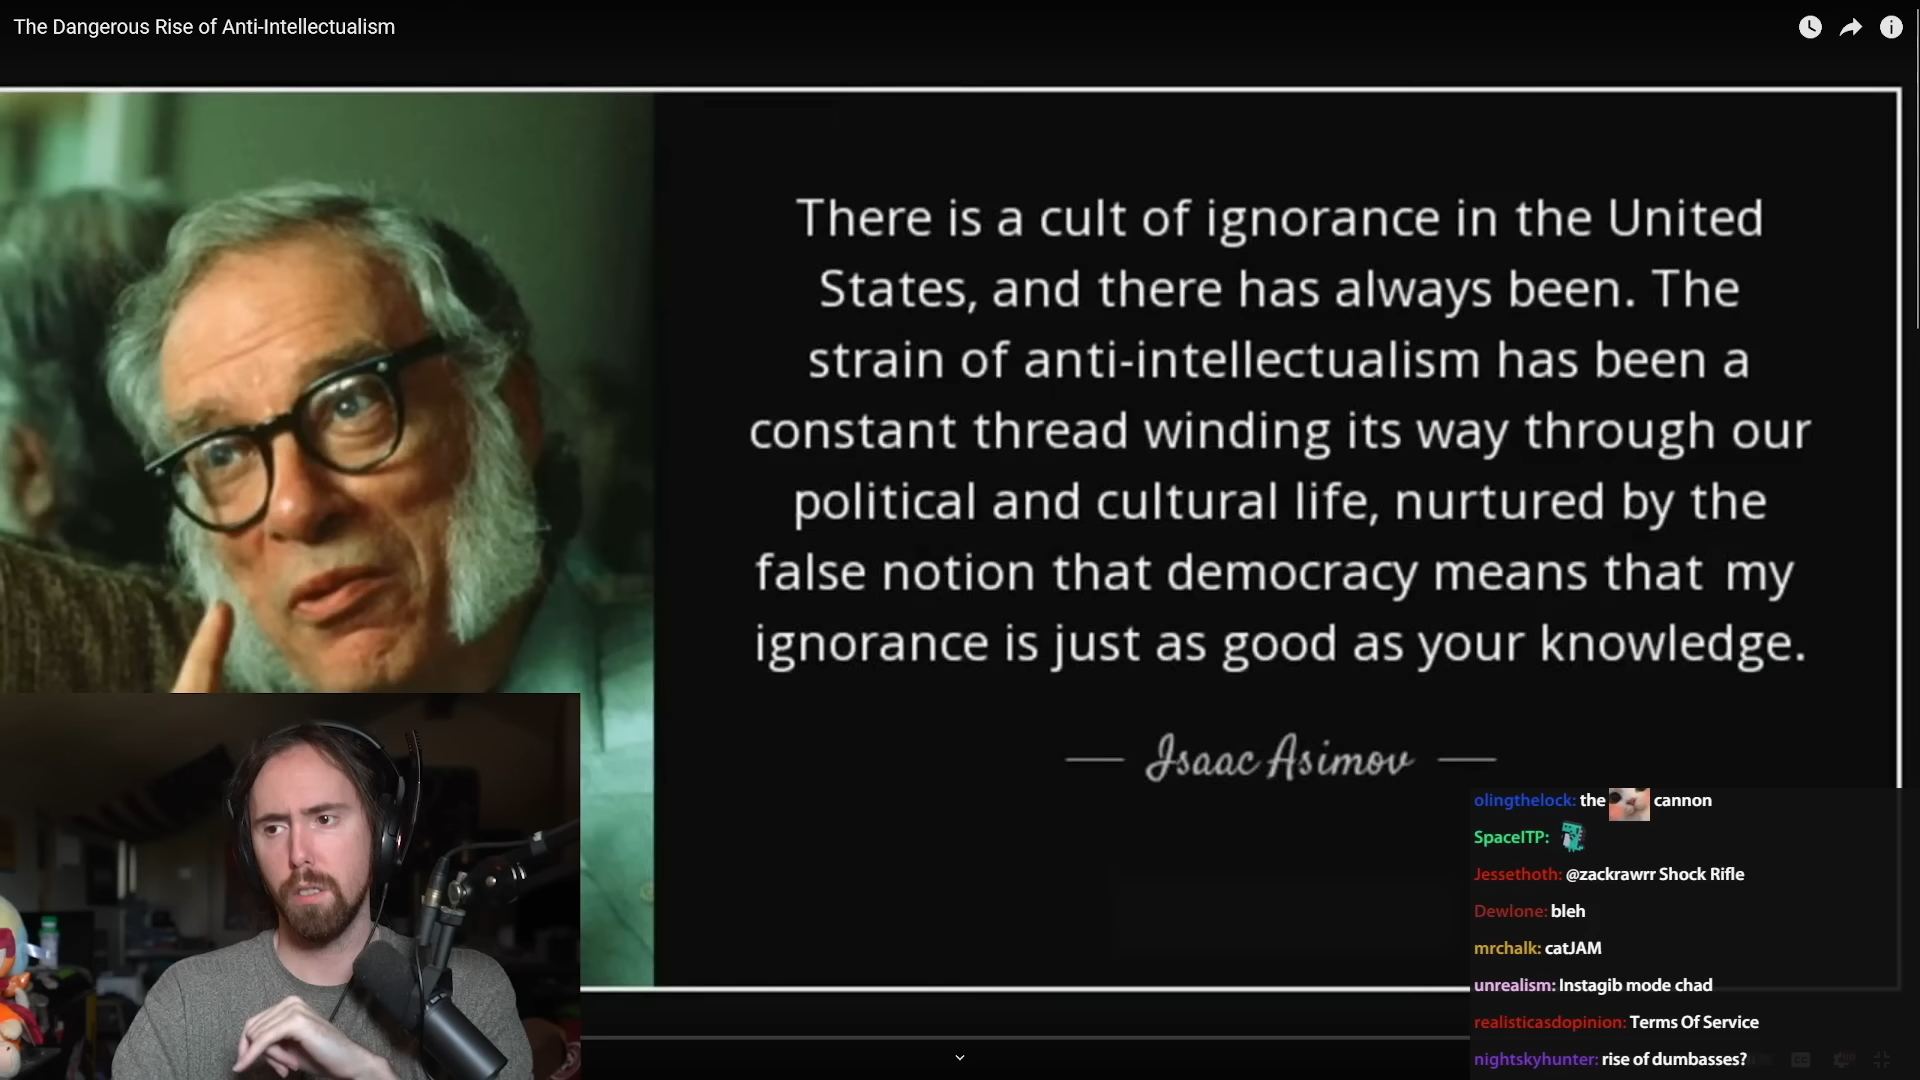 The Dangerous Rise of Anti-Intellectualism
There is a cult of ignorance in the United
States, and there has always been. The
strain of anti-intellectualism has been a
constant thread winding its way through our
political and cultural life, nurtured by the
false notion that democracy means that my
ignorance is just as good as your knowledge.
Isaac Asimov
olingthelock: the cannon
SpaceITP:
Jessethoth: @zackrawrr Shock Rifle
Dewlone: bleh
mrchalk: catJAM
unrealism: Instagib mode chad
realisticasdopinion: Terms Of Service
nightskyhunter: rise of dumbasses?